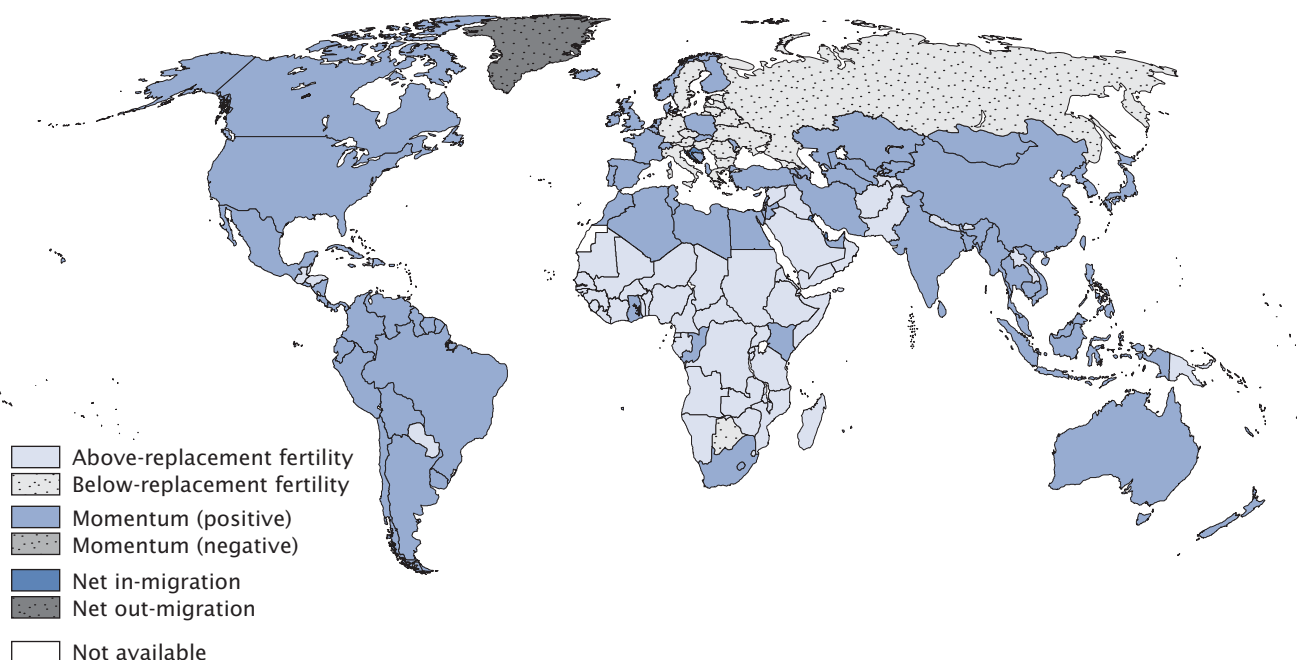 Above-replacement fertility
Below-replacement fertility
Momentum (positive)
Momentum (negative)
Net in-migration
Net out-migration
Not available